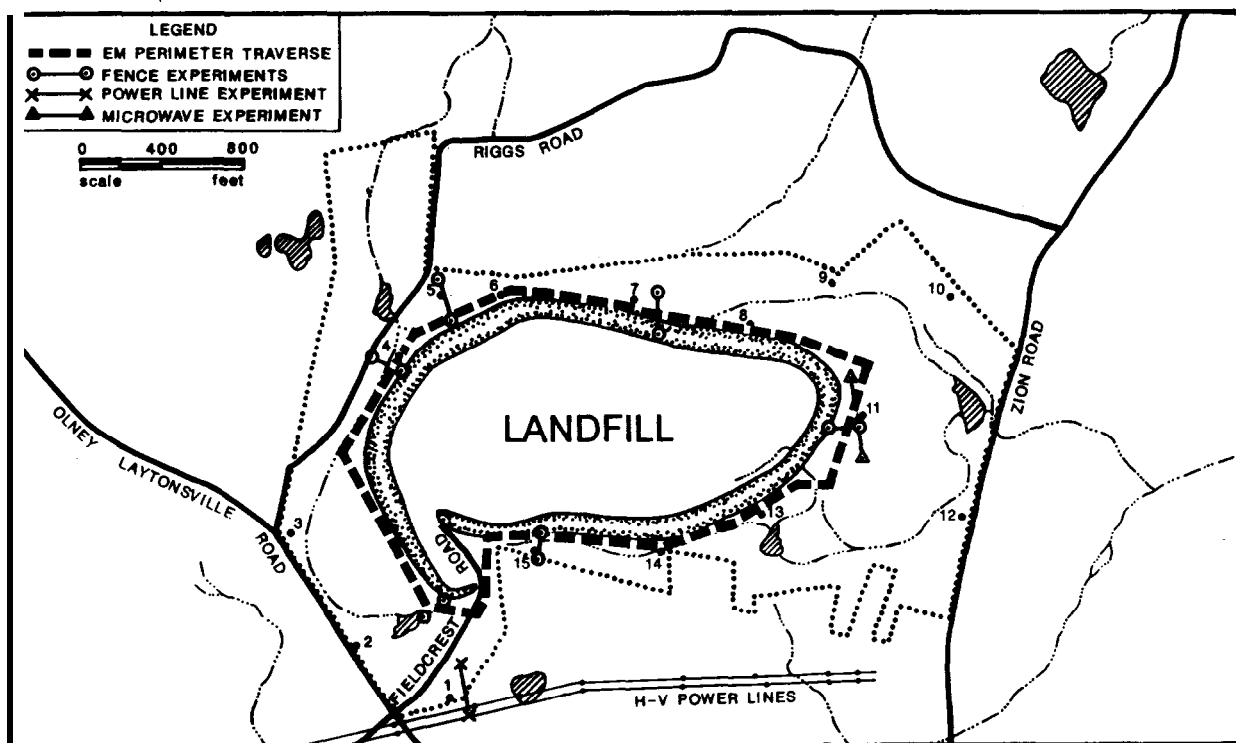 LEGEND
EM PERIMETER TRAVERSE
FENCE EXPERIMENTS
POWER LINE EXPERIMENT
MICROWAVE EXPERIMENT
0 400 800
scale feet
RIGGS ROAD
5
6
7
8
9
10
4
11
ZION ROAD
LANDFILL
OLNEY LAYTONSVILLE ROAD
3
12
13
14
15
ROAD
FIELDCREST
2
1
H-V POWER LINES